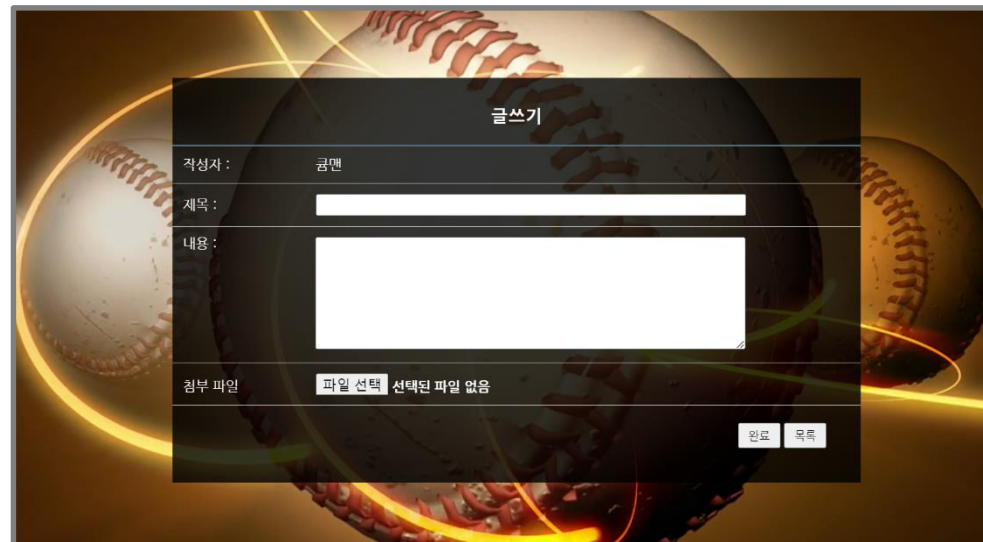 글쓰기
작성자 : 큠맨
제목 :
내용 :
첨부 파일 파일 선택 선택된 파일 없음
완료 목록